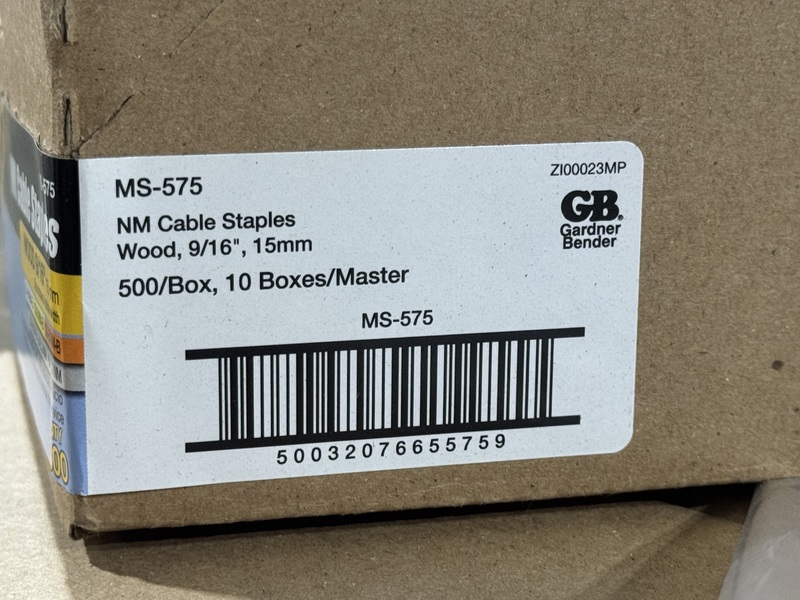 MS-575
ZI00023MP
NM Cable Staples
Wood, 9/16", 15mm
500/Box, 10 Boxes/Master
GB®
Gardner
Bender
MS-575
50032076655759